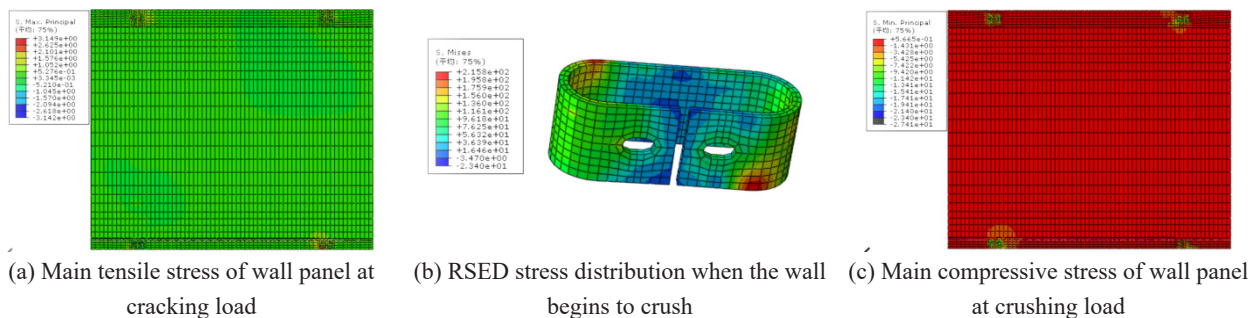 S, Max. Principal
(平均: 75%)
+3.149e+00
+2.625e+00
+2.101e+00
+1.576e+00
+1.052e+00
+5.276e-01
+3.345e-03
-5.210e-01
-1.045e+00
-1.570e+00
-2.094e+00
-2.618e+00
-3.142e+00
S, Mises
(平均: 75%)
+2.158e+02
+1.958e+02
+1.759e+02
+1.560e+02
+1.360e+02
+1.161e+02
+9.618e+01
+7.625e+01
+5.632e+01
+3.639e+01
+1.646e+01
-3.470e+00
-2.340e+01
S, Min. Principal
(平均: 75%)
+5.665e-01
-1.431e+00
-3.428e+00
-5.425e+00
-7.422e+00
-9.420e+00
-1.142e+01
-1.341e+01
-1.541e+01
-1.741e+01
-1.941e+01
-2.140e+01
-2.340e+01
-2.741e+01
(a) Main tensile stress of wall panel at
cracking load
(b) RSED stress distribution when the wall
begins to crush
(c) Main compressive stress of wall panel
at crushing load